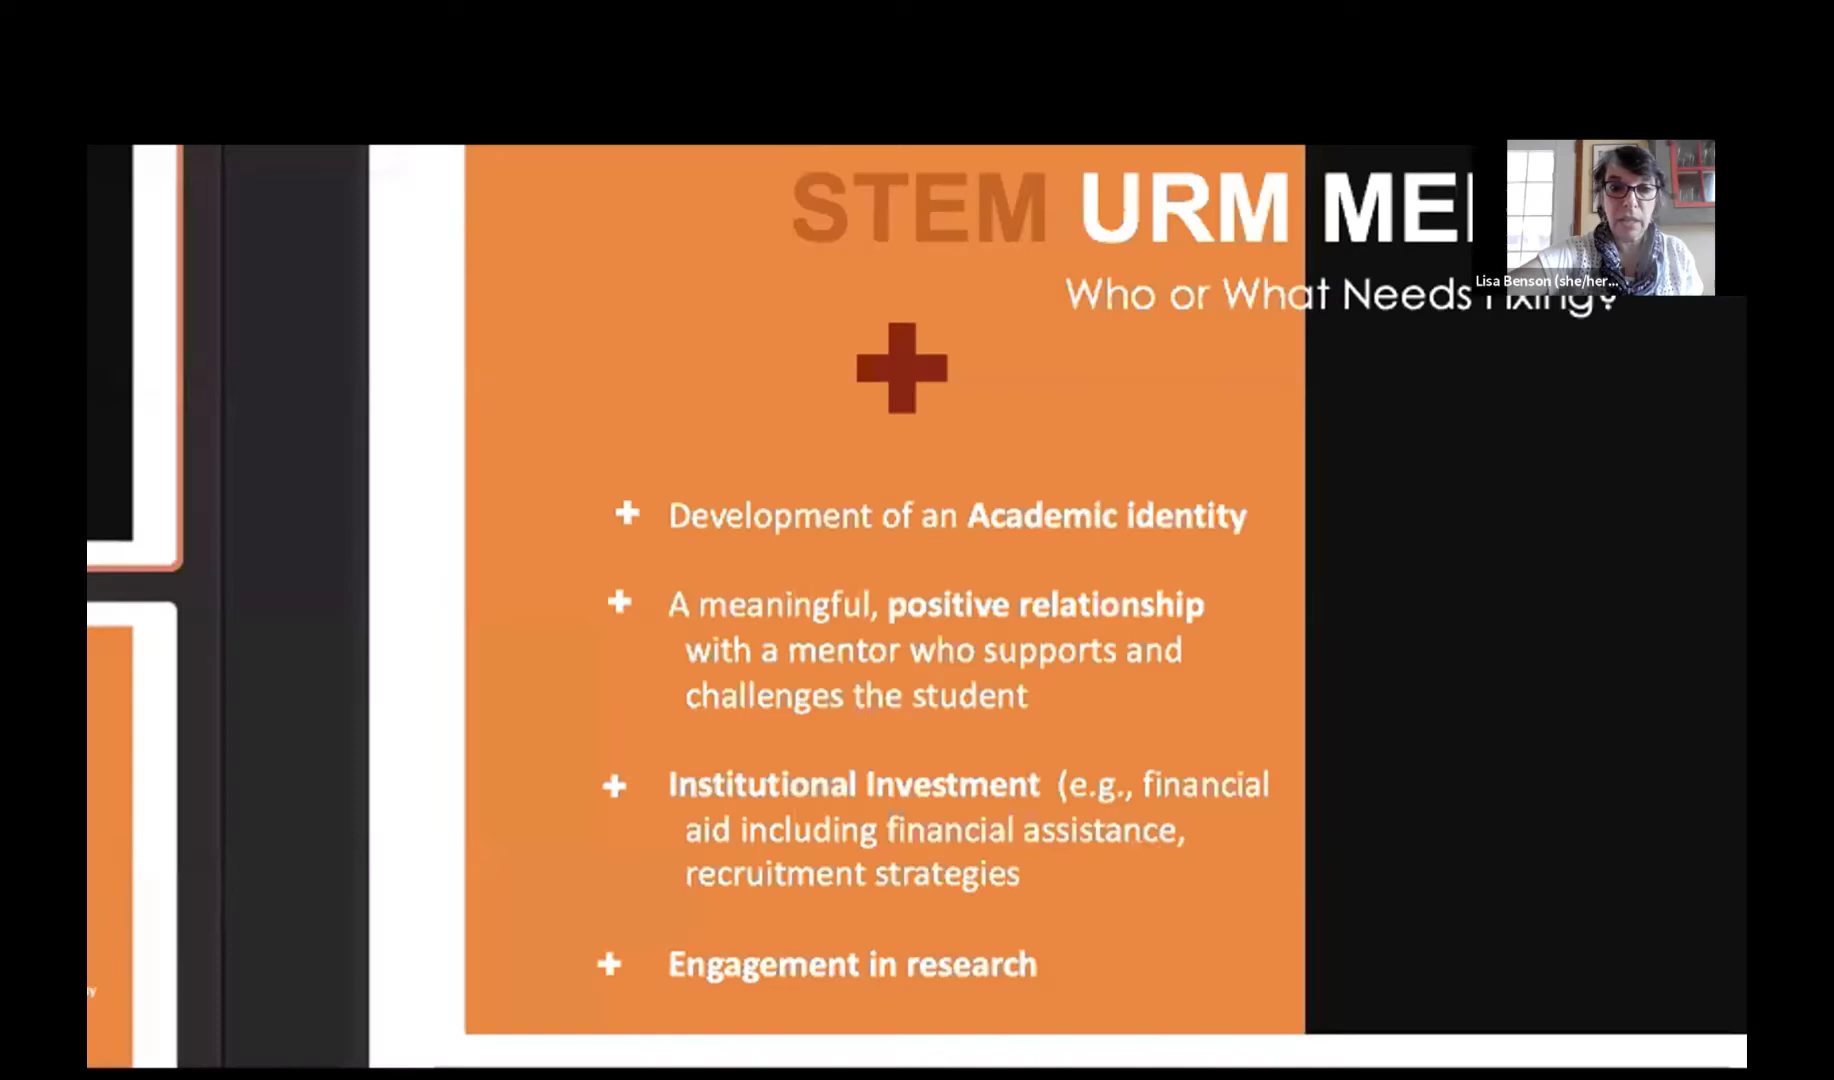 STEM URM ME
Who or What Needs Fixing?
Lisa Benson (she/her...
+ Development of an Academic identity
+ A meaningful, positive relationship
with a mentor who supports and
challenges the student
+ Institutional Investment (e.g., financial
aid including financial assistance,
recruitment strategies
+ Engagement in research